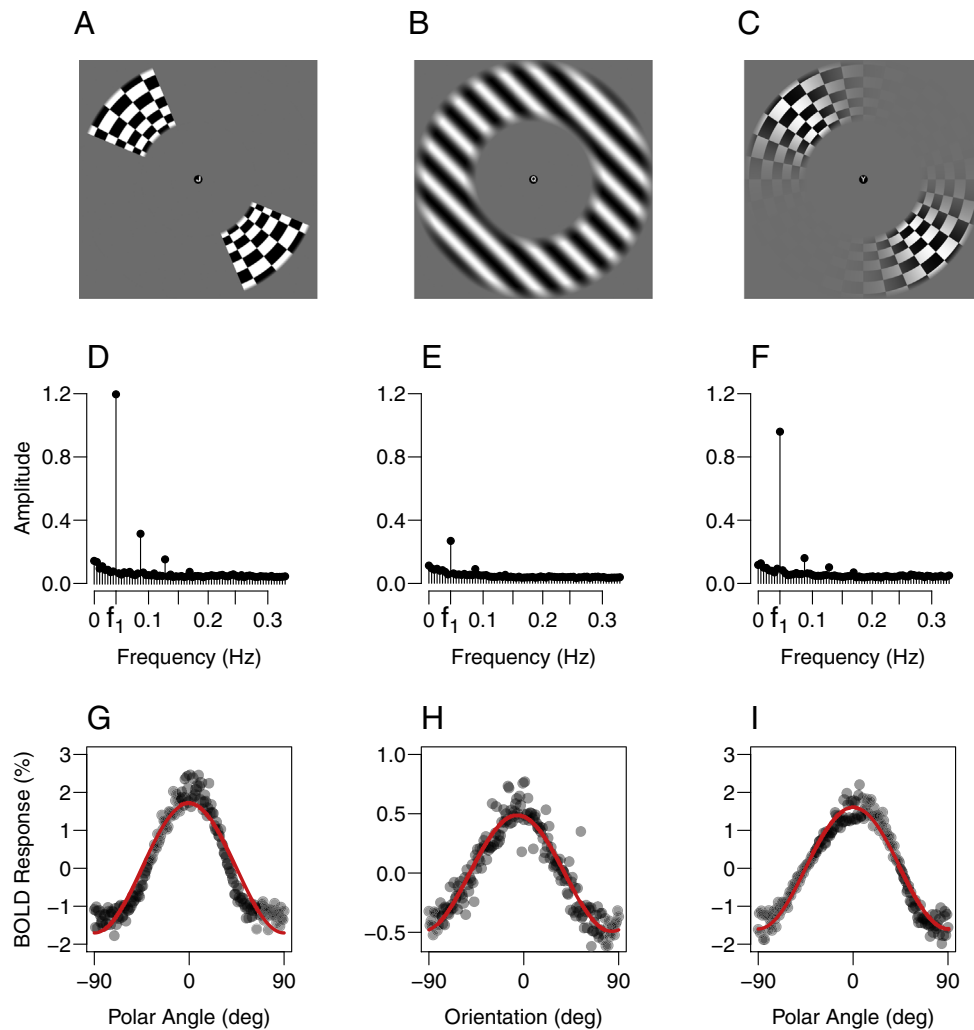 A B C
J
Q
Y
D E F
Amplitude
1.2
0.8
0.4
0.0
0 f1 0.1 0.2 0.3
Frequency (Hz)
1.2
0.8
0.4
0.0
0 f1 0.1 0.2 0.3
Frequency (Hz)
1.2
0.8
0.4
0.0
0 f1 0.1 0.2 0.3
Frequency (Hz)
G H I
BOLD Response (%)
3
2
1
0
−1
−2
−90 0 90
Polar Angle (deg)
1.0
0.5
0.0
−0.5
−90 0 90
Orientation (deg)
3
2
1
0
−1
−2
−90 0 90
Polar Angle (deg)